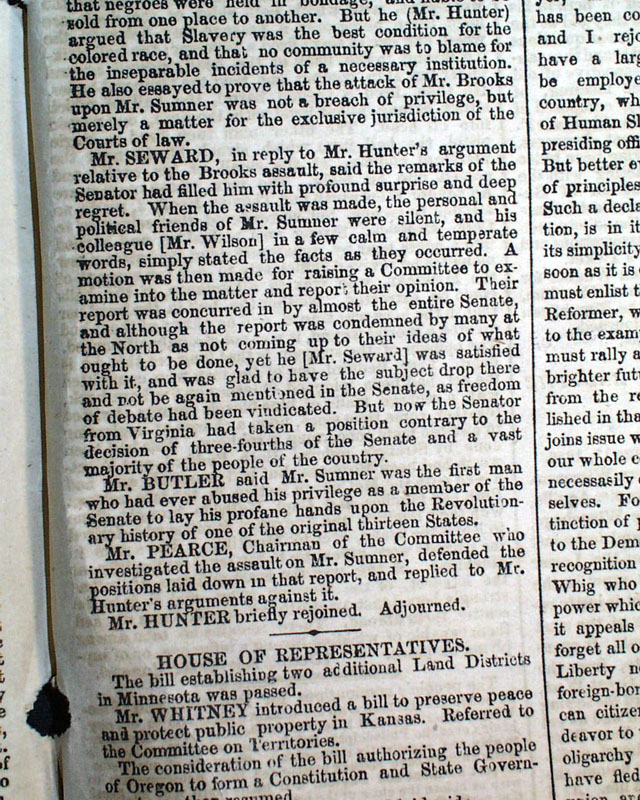 that negroes were held in bondage, and
sold from one place to another. But he (Mr. Hunter)
argued that Slavery was the best condition for the
colored race, and that no community was to blame for
the inseparable incidents of a necessary institution.
He also essayed to prove that the attack of Mr. Brooks
upon Mr. Sumner was not a breach of privilege, but
merely a matter for the exclusive jurisdiction of the
Courts of law.
Mr. SEWARD, in reply to Mr. Hunter's argument
relative to the Brooks assault, said the remarks of the
Senator had filled him with profound surprise and deep
regret. When the assault was made, the personal and
political friends of Mr. Sumner were silent, and his
colleague [Mr. Wilson] in a few calm and temperate
words, simply stated the facts as they occurred. A
motion was then made for raising a Committee to ex-
amine into the matter and report their opinion. Their
report was concurred in by almost the entire Senate,
and although the report was condemned by many at
the North as not coming up to their ideas of what
ought to be done, yet he [Mr. Seward] was satisfied
with it, and was glad to have the subject drop there
and not be again mentioned in the Senate, as freedom
of debate had been vindicated. But now the Senator
from Virginia had taken a position contrary to the
decision of three-fourths of the Senate and a vast
majority of the people of the country.
Mr. BUTLER said Mr. Sumner was the first man
who had ever abused his privilege as a member of the
Senate to lay his profane hands upon the Revolution-
ary history of one of the original thirteen States.
Mr. PEARCE, Chairman of the Committee who
investigated the assault on Mr. Sumner, defended the
positions laid down in that report, and replied to Mr.
Hunter's arguments against it.
Mr. HUNTER briefly rejoined. Adjourned.
HOUSE OF REPRESENTATIVES.
The bill establishing two additional Land Districts
in Minnesota was passed.
Mr. WHITNEY introduced a bill to preserve peace
and protect public property in Kansas. Referred to
the Committee on Territories.
The consideration of the bill authorizing the people
of Oregon to form a Constitution and State Govern-
resumed
has been
and I
have a
be employe
country,
of Human
presiding
But better
of principles
Such a
tion, is in
its simplicity
soon as it is
must enlist
Reformer,
to the
must rally
brighter
from the
lished in
joins issue
our whole
necessarily
selves.
tinction of
to the
recognition
Whig who
power
it appeals
forget all
Liberty
foreign-bor
can citizen
deavor to
oligarchy
have fled